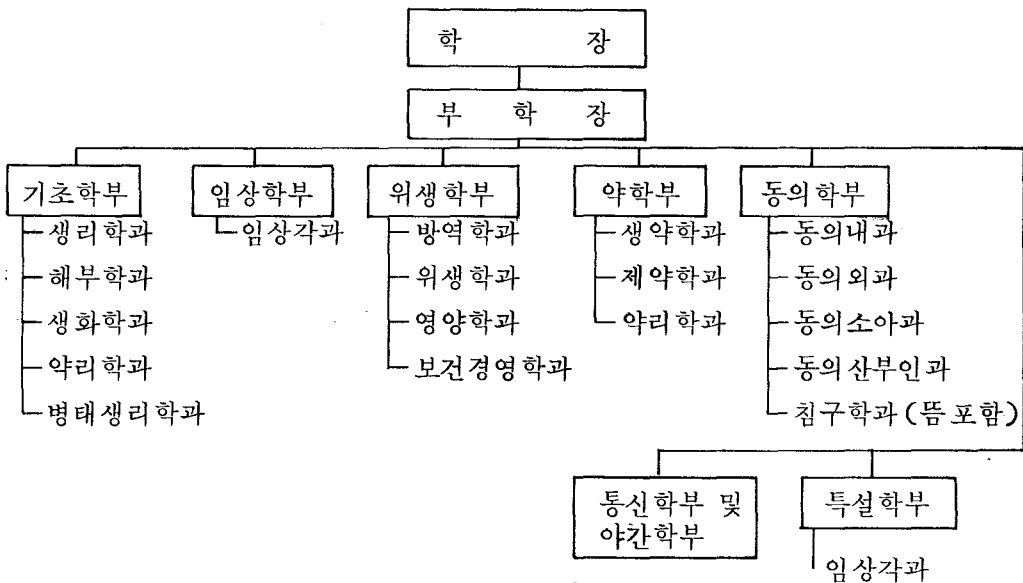 학 장
부 학 장
기초학부
생리학과
해부학과
생화학과
약리학과
병태생리학과
임상학부
임상각과
위생학부
방역학과
위생학과
영양학과
보건경영학과
약학부
생약학과
제약학과
약리학과
동의학부
동의내과
동의외과
동의소아과
동의산부인과
침구학과 (뜸포함)
통신학부 및
야간학부
특설학부
임상각과